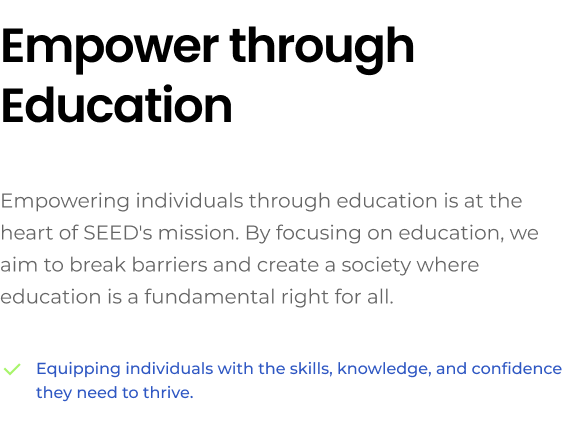 Empower through
Education
Empowering individuals through education is at the
heart of SEED's mission. By focusing on education, we
aim to break barriers and create a society where
education is a fundamental right for all.
Equipping individuals with the skills, knowledge, and confidence
they need to thrive.